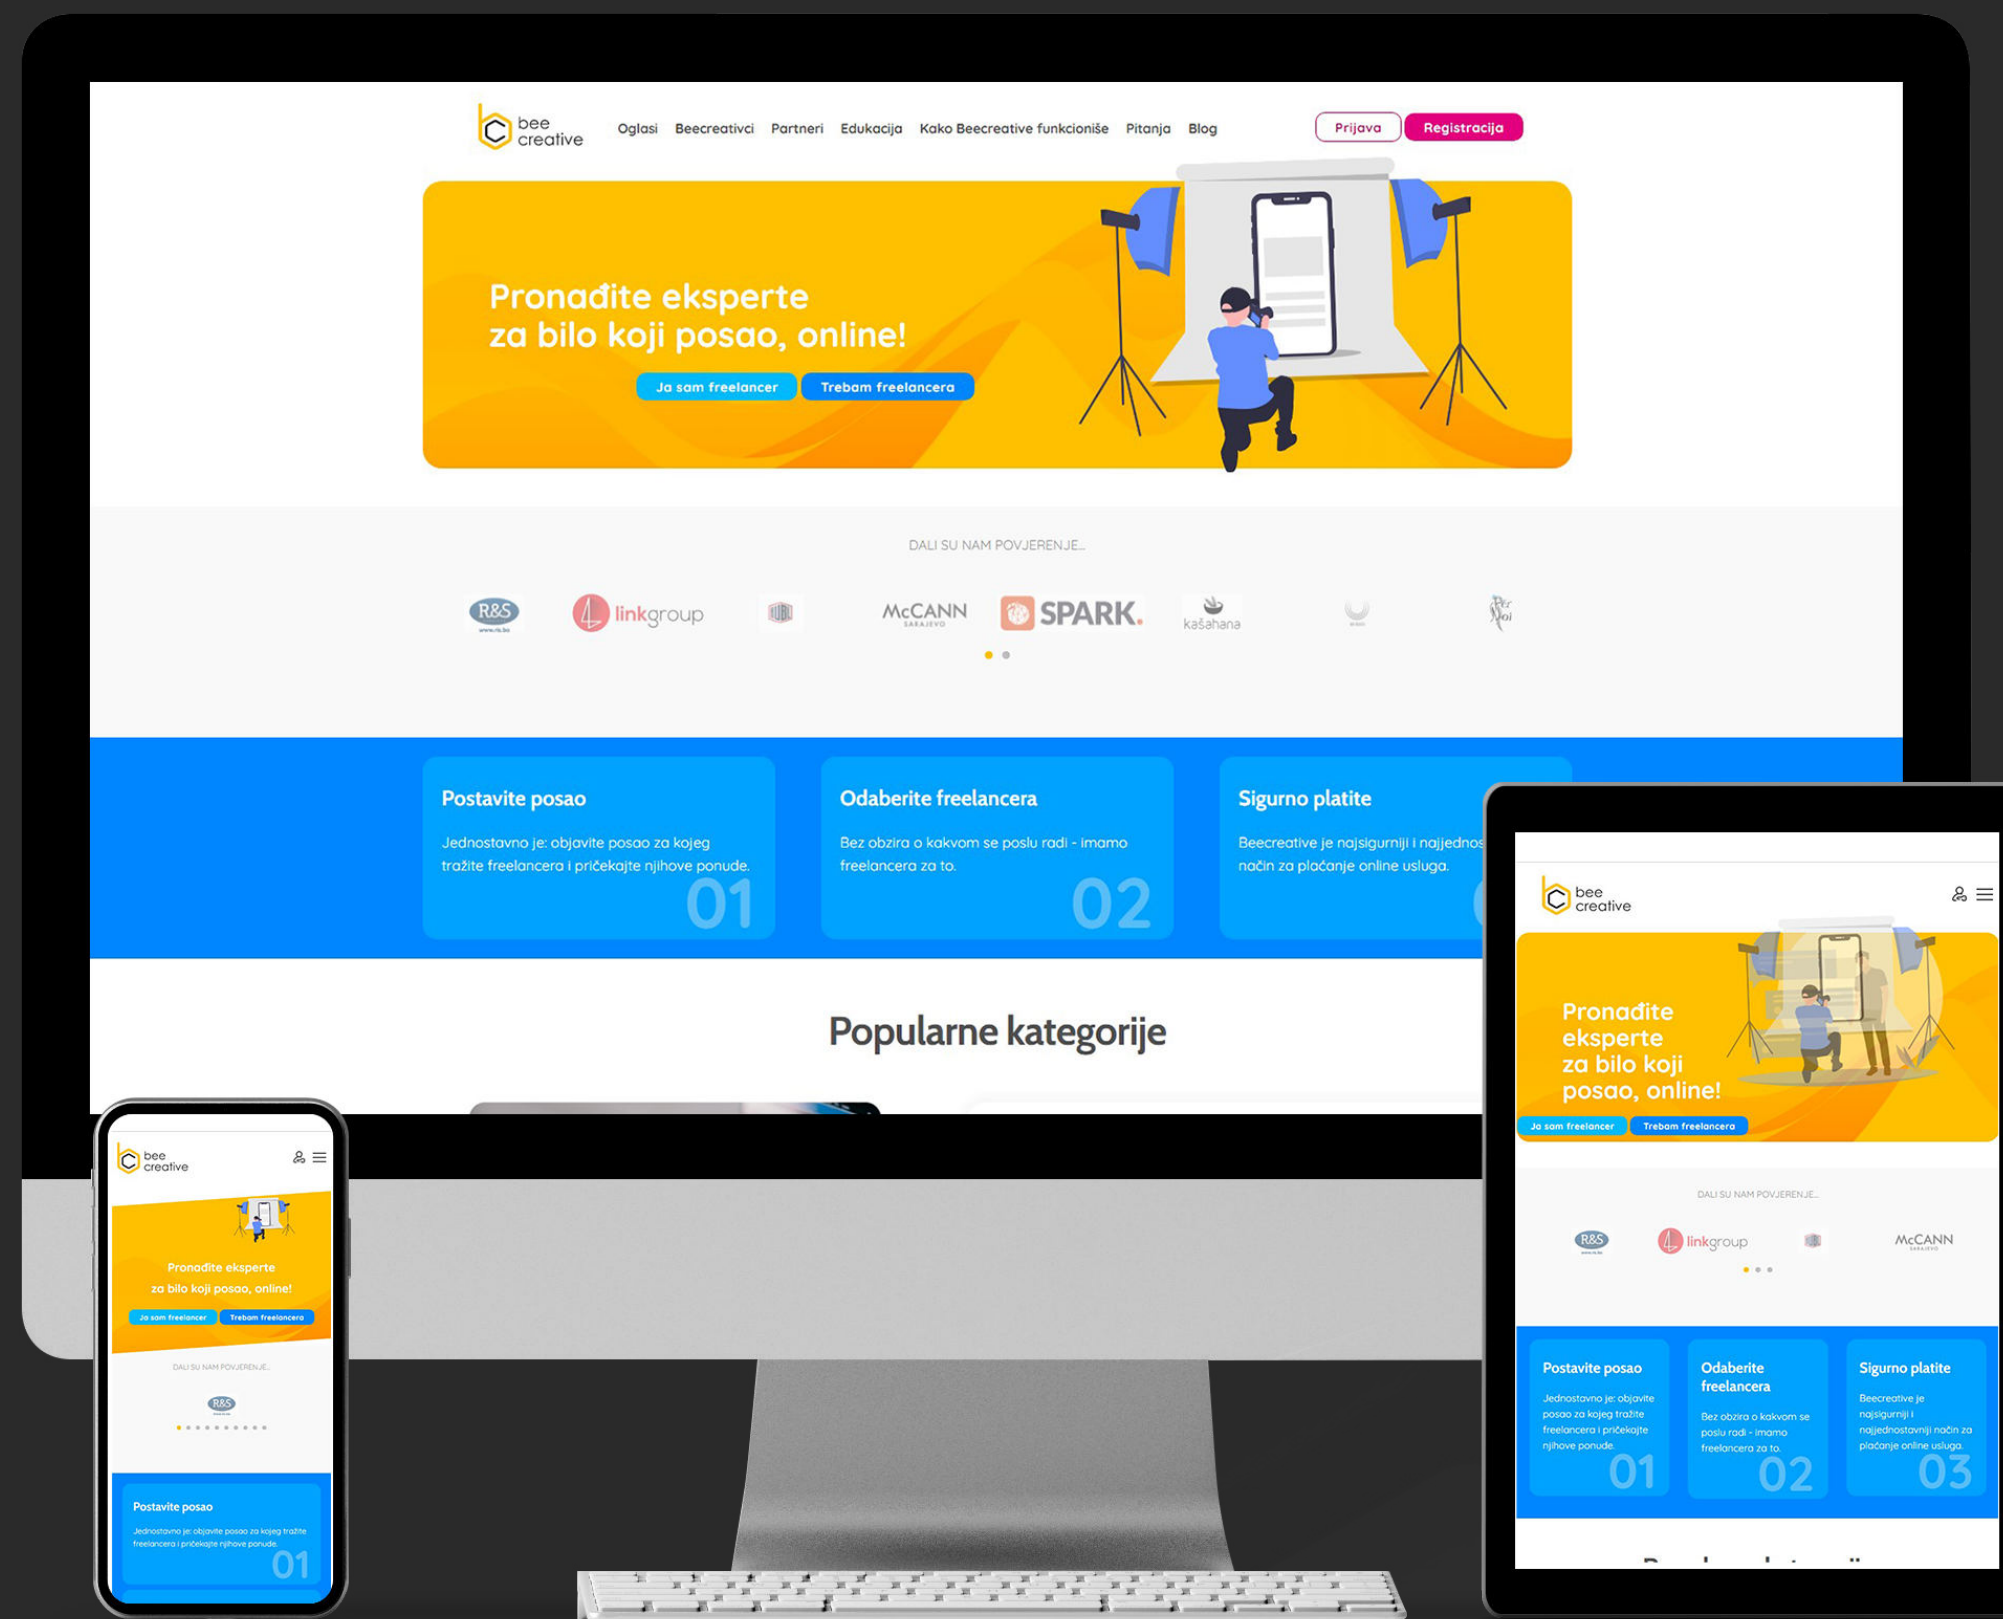 bee
creative
Oglasi Beecreativci Partneri Edukacija Kako Beecreative funkcioniše Pitanja Blog
Prijava Registracija
Pronađite eksperte
za bilo koji posao, online!
Ja sam freelancer Trebam freelancera
DALI SU NAM POVJERENJE...
R&S
www.rs.ba
linkgroup
McCANN
SARAJEVO
SPARK.
kašahana
Postavite posao
Jednostavno je: objavite posao za kojeg
tražite freelancera i pričekajte njihove ponude.
01
Odaberite freelancera
Bez obzira o kakvom se poslu radi - imamo
freelancera za to.
02
Sigurno platite
Beecreative je najsigurniji i najjednos
način za plaćanje online usluga.
Popularne kategorije
bee
creative
Pronađite eksperte
za bilo koji posao, online!
Ja sam freelancer Trebam freelancera
DALI SU NAM POVJERENJE...
R&S
Postavite posao
Jednostavno je: objavite posao za kojeg tražite
freelancera i pričekajte njihove ponude.
01
bee
creative
Pronađite
eksperte
za bilo koji
posao, online!
Ja sam freelancer Trebam freelancera
DALI SU NAM POVJERENJE...
R&S
linkgroup
McCANN
SARAJEVO
Postavite posao
Jednostavno je: objavite
posao za kojeg tražite
freelancera i pričekajte
njihove ponude.
01
Odaberite
freelancera
Bez obzira o kakvom se
poslu radi - imamo
freelancera za to.
02
Sigurno platite
Beecreative je
najsigurniji i
najjednostavniji način za
plaćanje online usluga.
03